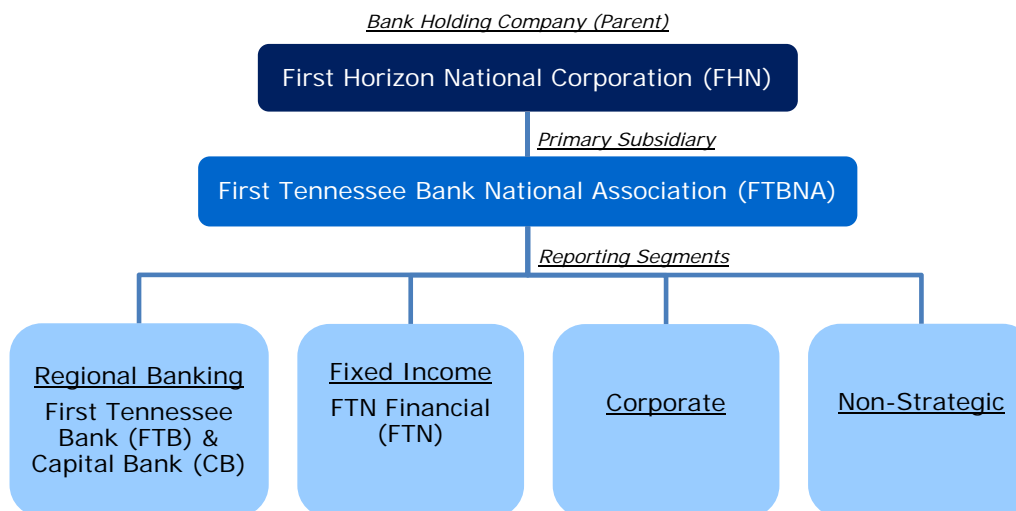 Bank Holding Company (Parent)
First Horizon National Corporation (FHN)
Primary Subsidiary
First Tennessee Bank National Association (FTBNA)
Reporting Segments
Regional Banking
First Tennessee
Bank (FTB) &
Capital Bank (CB)
Fixed Income
FTN Financial
(FTN)
Corporate
Non-Strategic